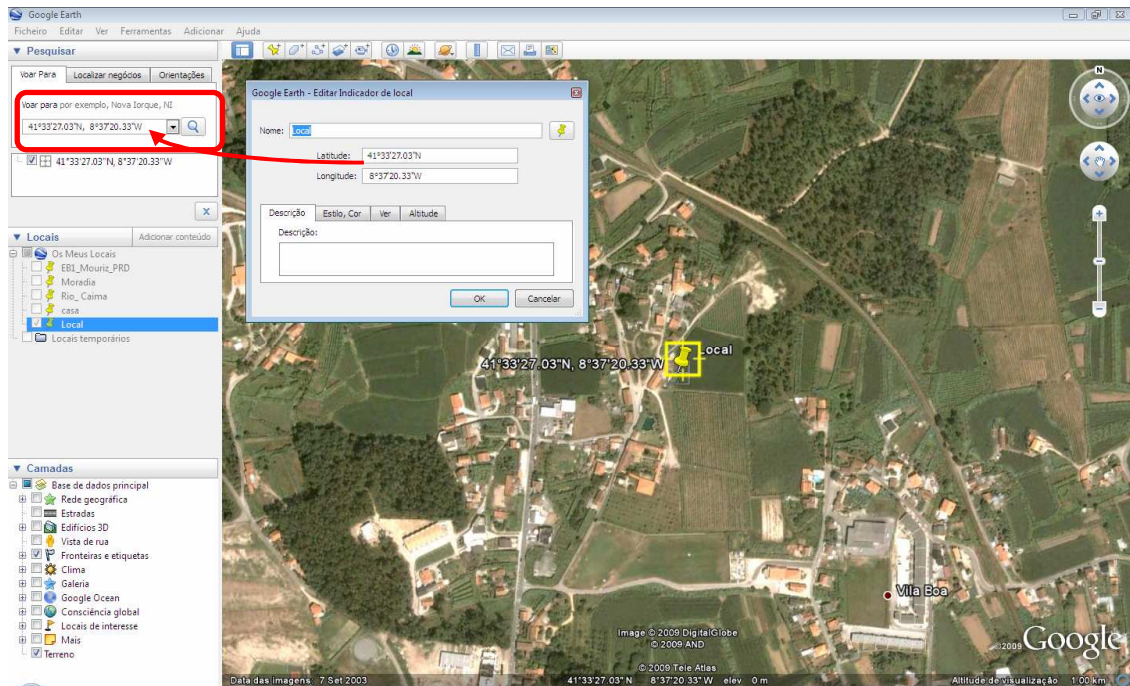 Google Earth
Ficheiro Editar Ver Ferramentas Adicionar Ajuda
Pesquisar
Voar Para Localizar negócios Orientações
Voar para por exemplo, Nova Iorque, NI
41°33'27.03"N, 8°37'20.33"W
41°33'27.03"N, 8°37'20.33"W
Locais Adicionar conteúdo
Os Meus Locais
EB1_Mouriz_PRD
Moradia
Rio_ Caima
casa
Local
Locais temporários
Camadas
Base de dados principal
Rede geográfica
Estradas
Edifícios 3D
Vista de rua
Fronteiras e etiquetas
Clima
Galeria
Google Ocean
Consciência global
Locais de interesse
Mais
Terreno
Google Earth - Editar Indicador de local
Nome: Local
Latitude: 41°33'27.03"N
Longitude: 8°37'20.33"W
Descrição Estilo, Cor Ver Altitude
Descrição:
OK Cancelar
N
Local
41°33'27.03"N, 8°37'20.33"W
Vila Boa
Image © 2009 DigitalGlobe
© 2009 AND
© 2009 Tele Atlas
©2009 Google
Data das imagens: 7 Set 2003 41°33'27.03" N 8°37'20.33" W elev 0 m Altitude de visualização 1.00 km